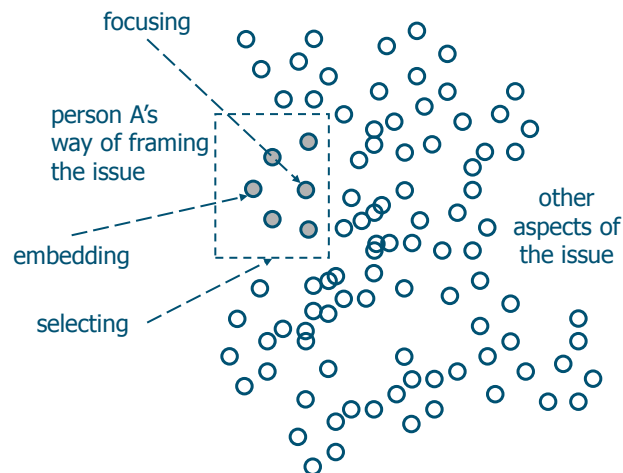 focusing
person A's
way of framing
the issue
other
aspects of
the issue
embedding
selecting